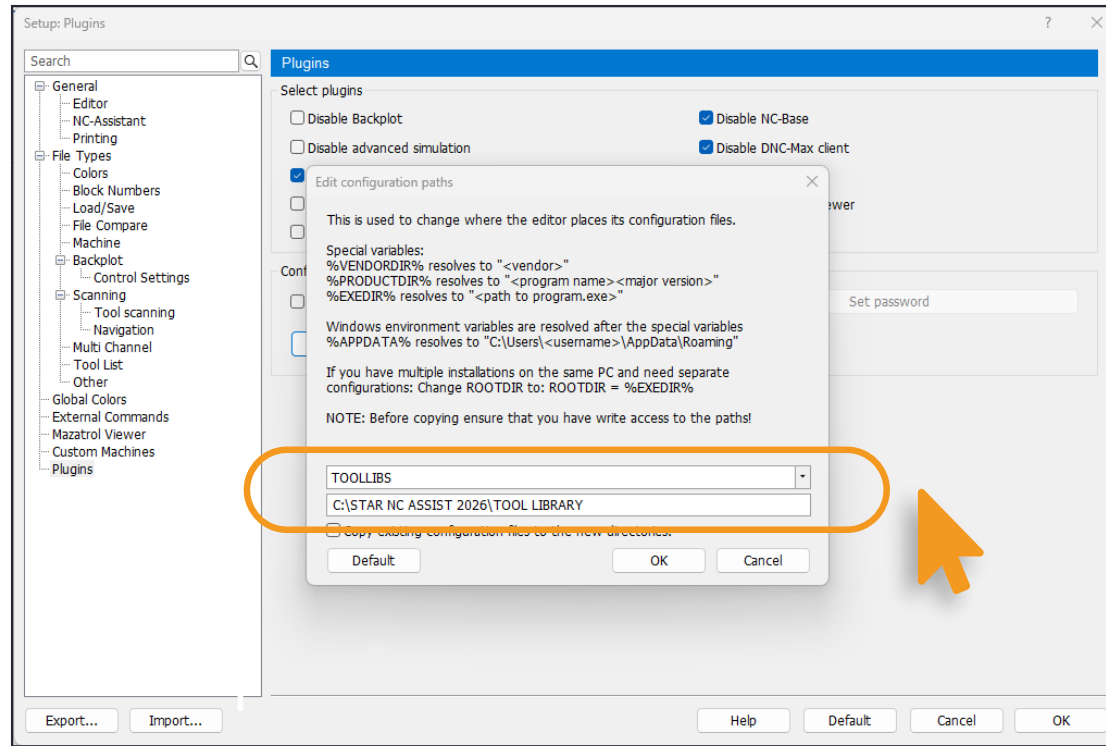 Setup: Plugins
?
Search
Plugins
General
Editor
NC-Assistant
Printing
File Types
Colors
Block Numbers
Load/Save
File Compare
Machine
Backplot
Control Settings
Scanning
Tool scanning
Navigation
Multi Channel
Tool List
Other
Global Colors
External Commands
Mazatrol Viewer
Custom Machines
Plugins
Select plugins
Disable Backplot
Disable NC-Base
Disable advanced simulation
Disable DNC-Max client
ewer
Conf
Set password
Edit configuration paths
This is used to change where the editor places its configuration files.
Special variables:
%VENDORDIR% resolves to "<vendor>"
%PRODUCTDIR% resolves to "<program name><major version>"
%EXEDIR% resolves to "<path to program.exe>"
Windows environment variables are resolved after the special variables
%APPDATA% resolves to "C:\Users\<username>\AppData\Roaming"
If you have multiple installations on the same PC and need separate
configurations: Change ROOTDIR to: ROOTDIR = %EXEDIR%
NOTE: Before copying ensure that you have write access to the paths!
TOOLLIBS
C:\STAR NC ASSIST 2026\TOOL LIBRARY
Copy existing configuration files to the new directories.
Default
OK
Cancel
Export...
Import...
Help
Default
Cancel
OK